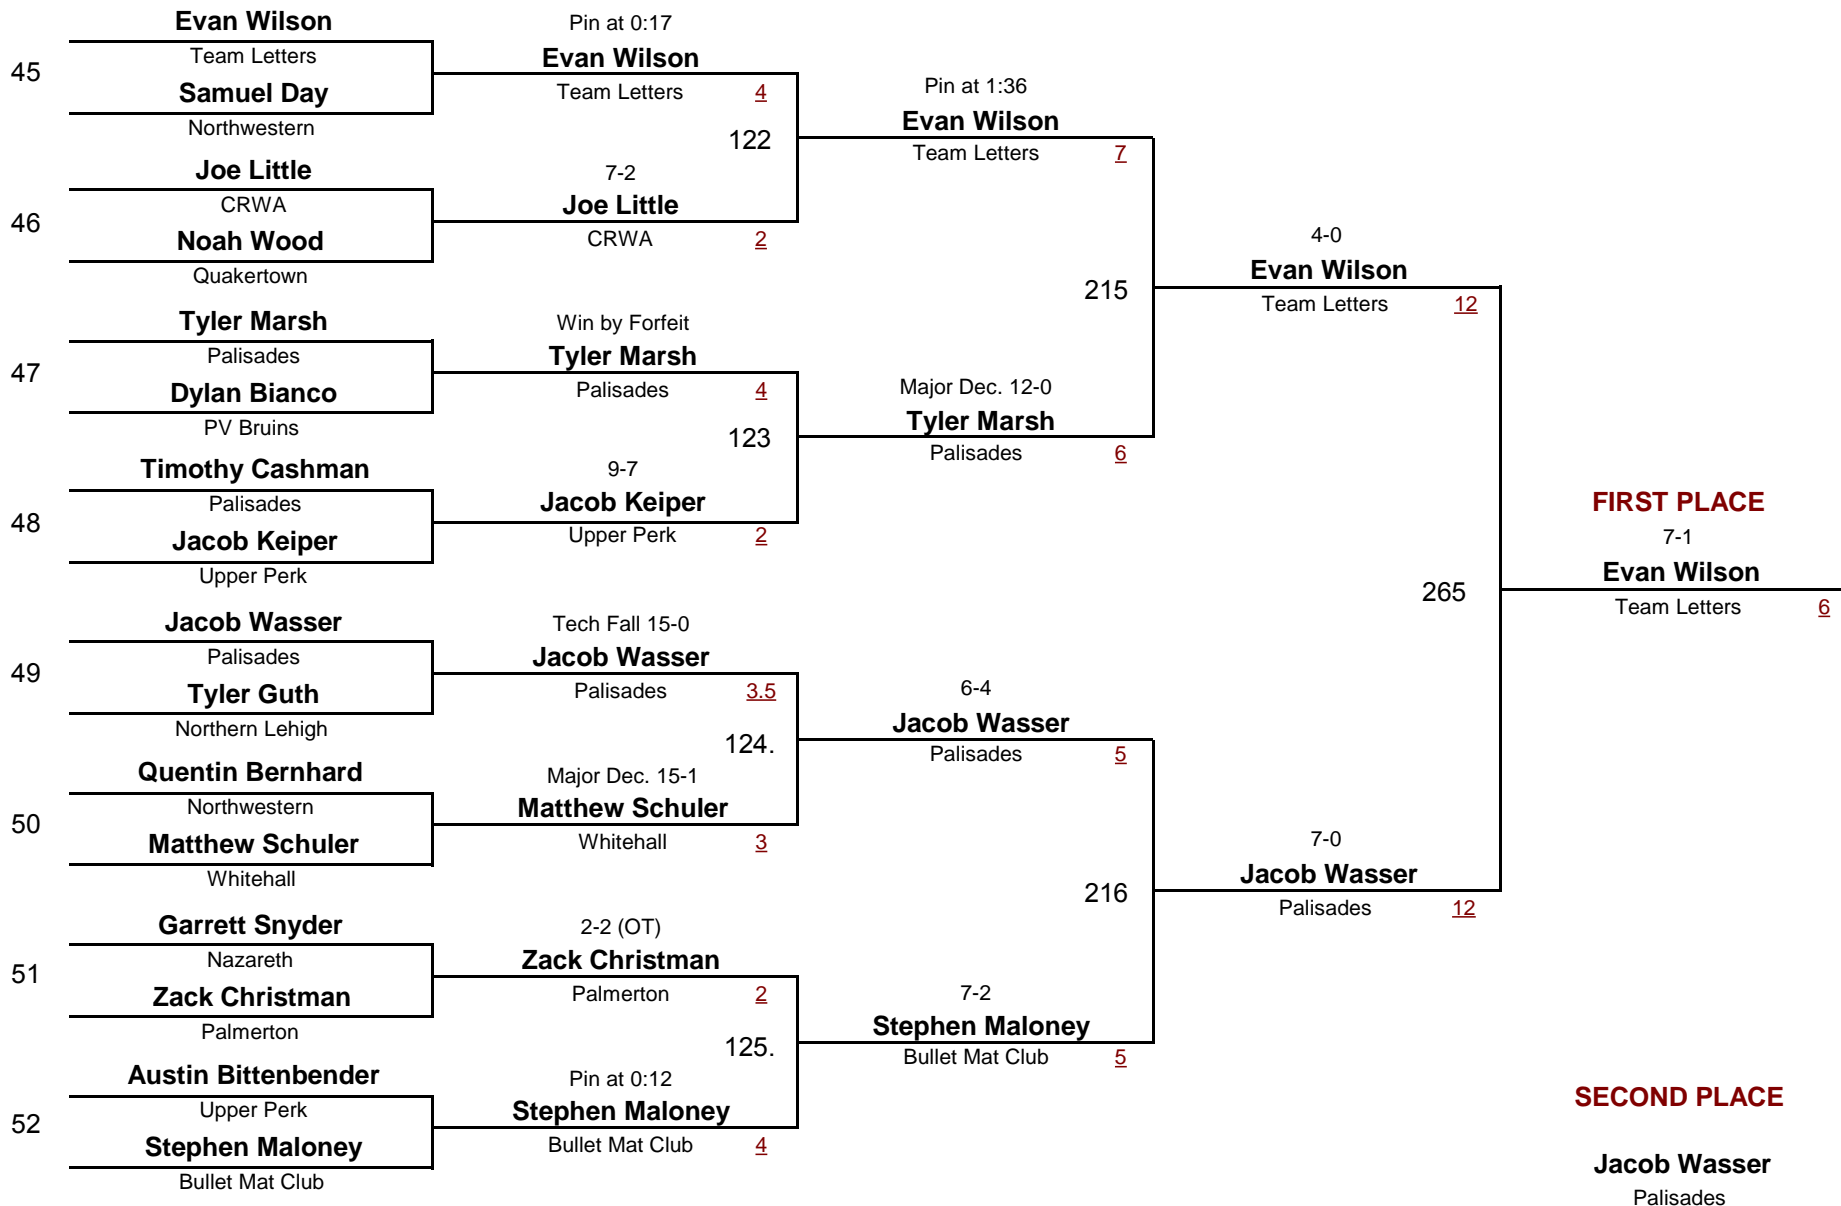 Evan Wilson
Team Letters
45
Samuel Day
Northwestern
Joe Little
CRWA
46
Noah Wood
Quakertown
Tyler Marsh
Palisades
47
Dylan Bianco
PV Bruins
Timothy Cashman
Palisades
48
Jacob Keiper
Upper Perk
Jacob Wasser
Palisades
49
Tyler Guth
Northern Lehigh
Quentin Bernhard
Northwestern
50
Matthew Schuler
Whitehall
Garrett Snyder
Nazareth
51
Zack Christman
Palmerton
Austin Bittenbender
Upper Perk
52
Stephen Maloney
Bullet Mat Club
Pin at 0:17
Evan Wilson
Team Letters 4
122
7-2
Joe Little
CRWA 2
Win by Forfeit
Tyler Marsh
Palisades 4
123
9-7
Jacob Keiper
Upper Perk 2
Tech Fall 15-0
Jacob Wasser
Palisades 3.5
124.
Major Dec. 15-1
Matthew Schuler
Whitehall 3
2-2 (OT)
Zack Christman
Palmerton 2
125.
Pin at 0:12
Stephen Maloney
Bullet Mat Club 4
Pin at 1:36
Evan Wilson
Team Letters 7
215
Major Dec. 12-0
Tyler Marsh
Palisades 6
6-4
Jacob Wasser
Palisades 5
216
7-2
Stephen Maloney
Bullet Mat Club 5
4-0
Evan Wilson
Team Letters 12
265
7-0
Jacob Wasser
Palisades 12
FIRST PLACE
7-1
Evan Wilson
Team Letters 6
SECOND PLACE
Jacob Wasser
Palisades